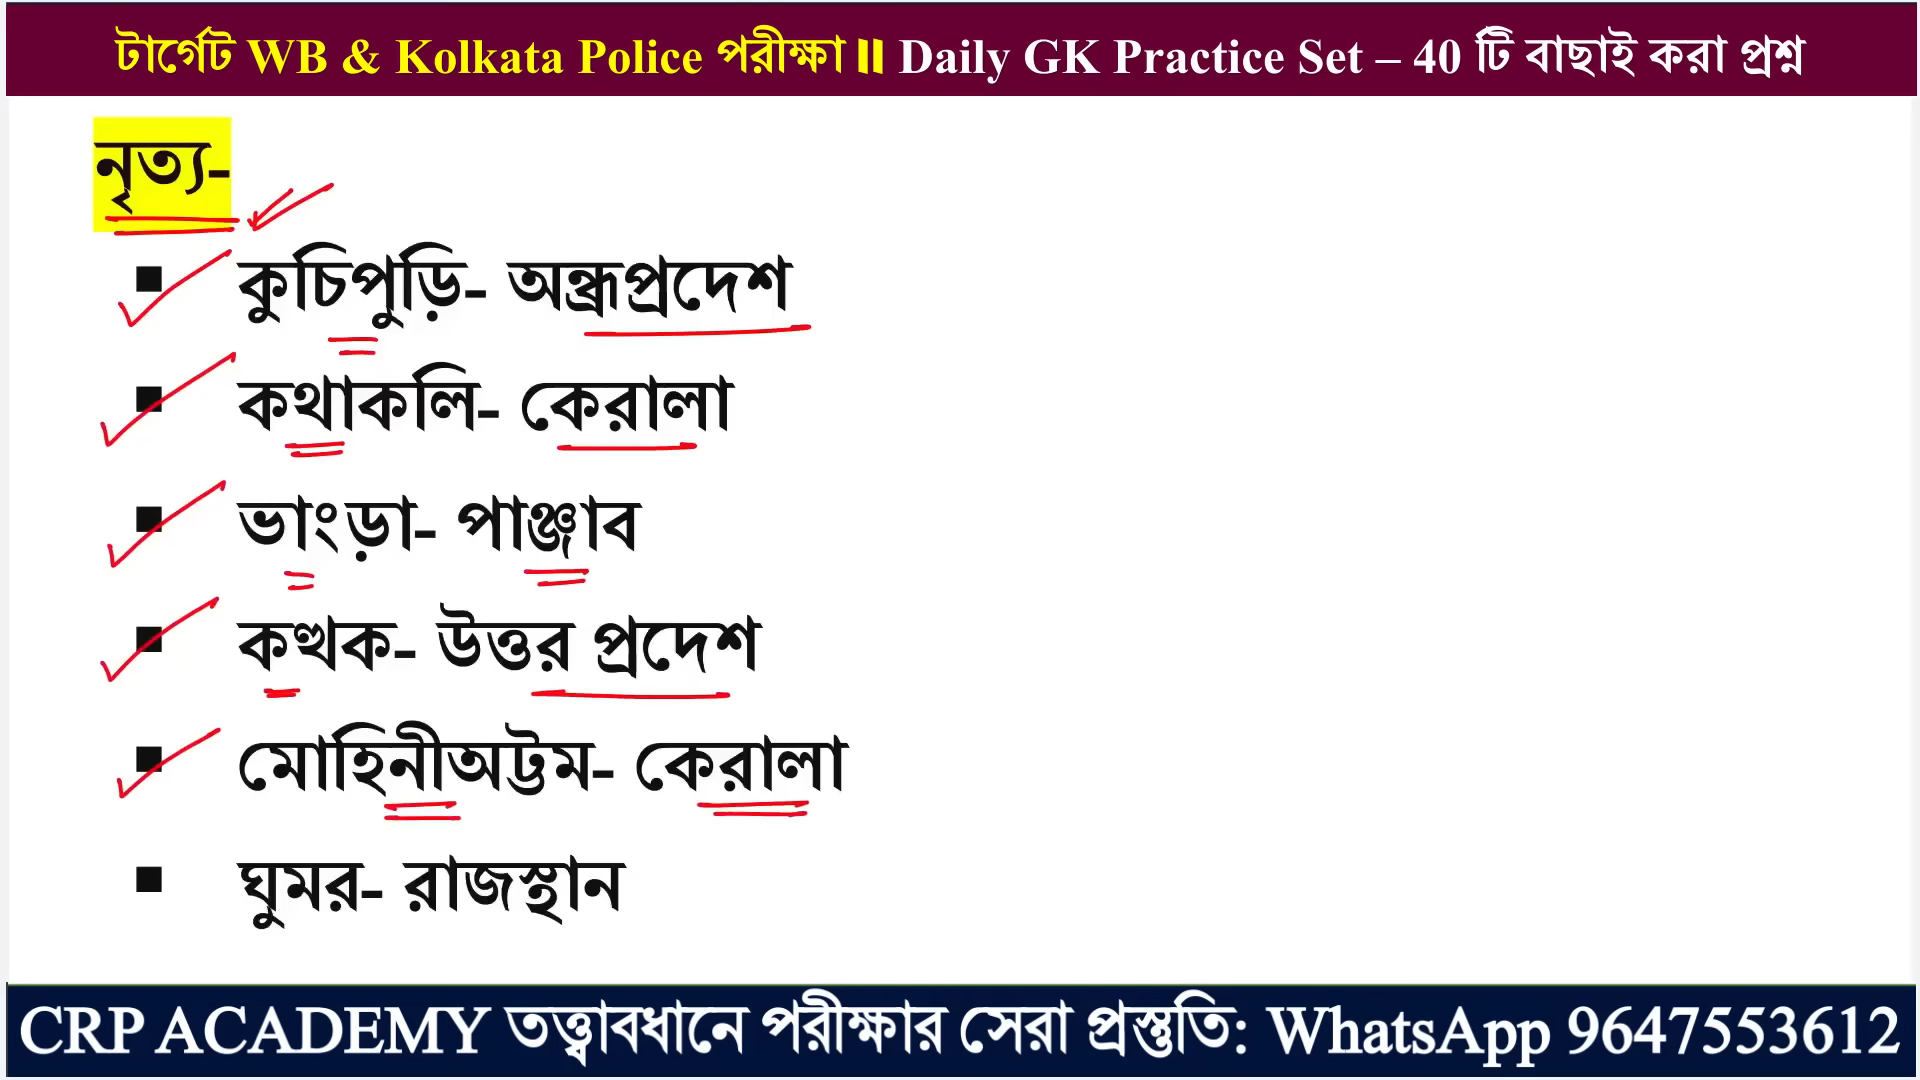 টার্গেট WB & Kolkata Police পরীক্ষা॥ Daily GK Practice Set – 40 টি বাছাই করা প্রশ্ন
নৃত্য-
▪ কুচিপুড়ি- অন্ধ্রপ্রদেশ
▪ কথাকলি- কেরালা
▪ ভাংড়া- পাঞ্জাব
▪ কত্থক- উত্তর প্রদেশ
▪ মোহিনীঅট্টম- কেরালা
▪ ঘুমর- রাজস্থান
CRP ACADEMY তত্ত্বাবধানে পরীক্ষার সেরা প্রস্তুতি: WhatsApp 9647553612